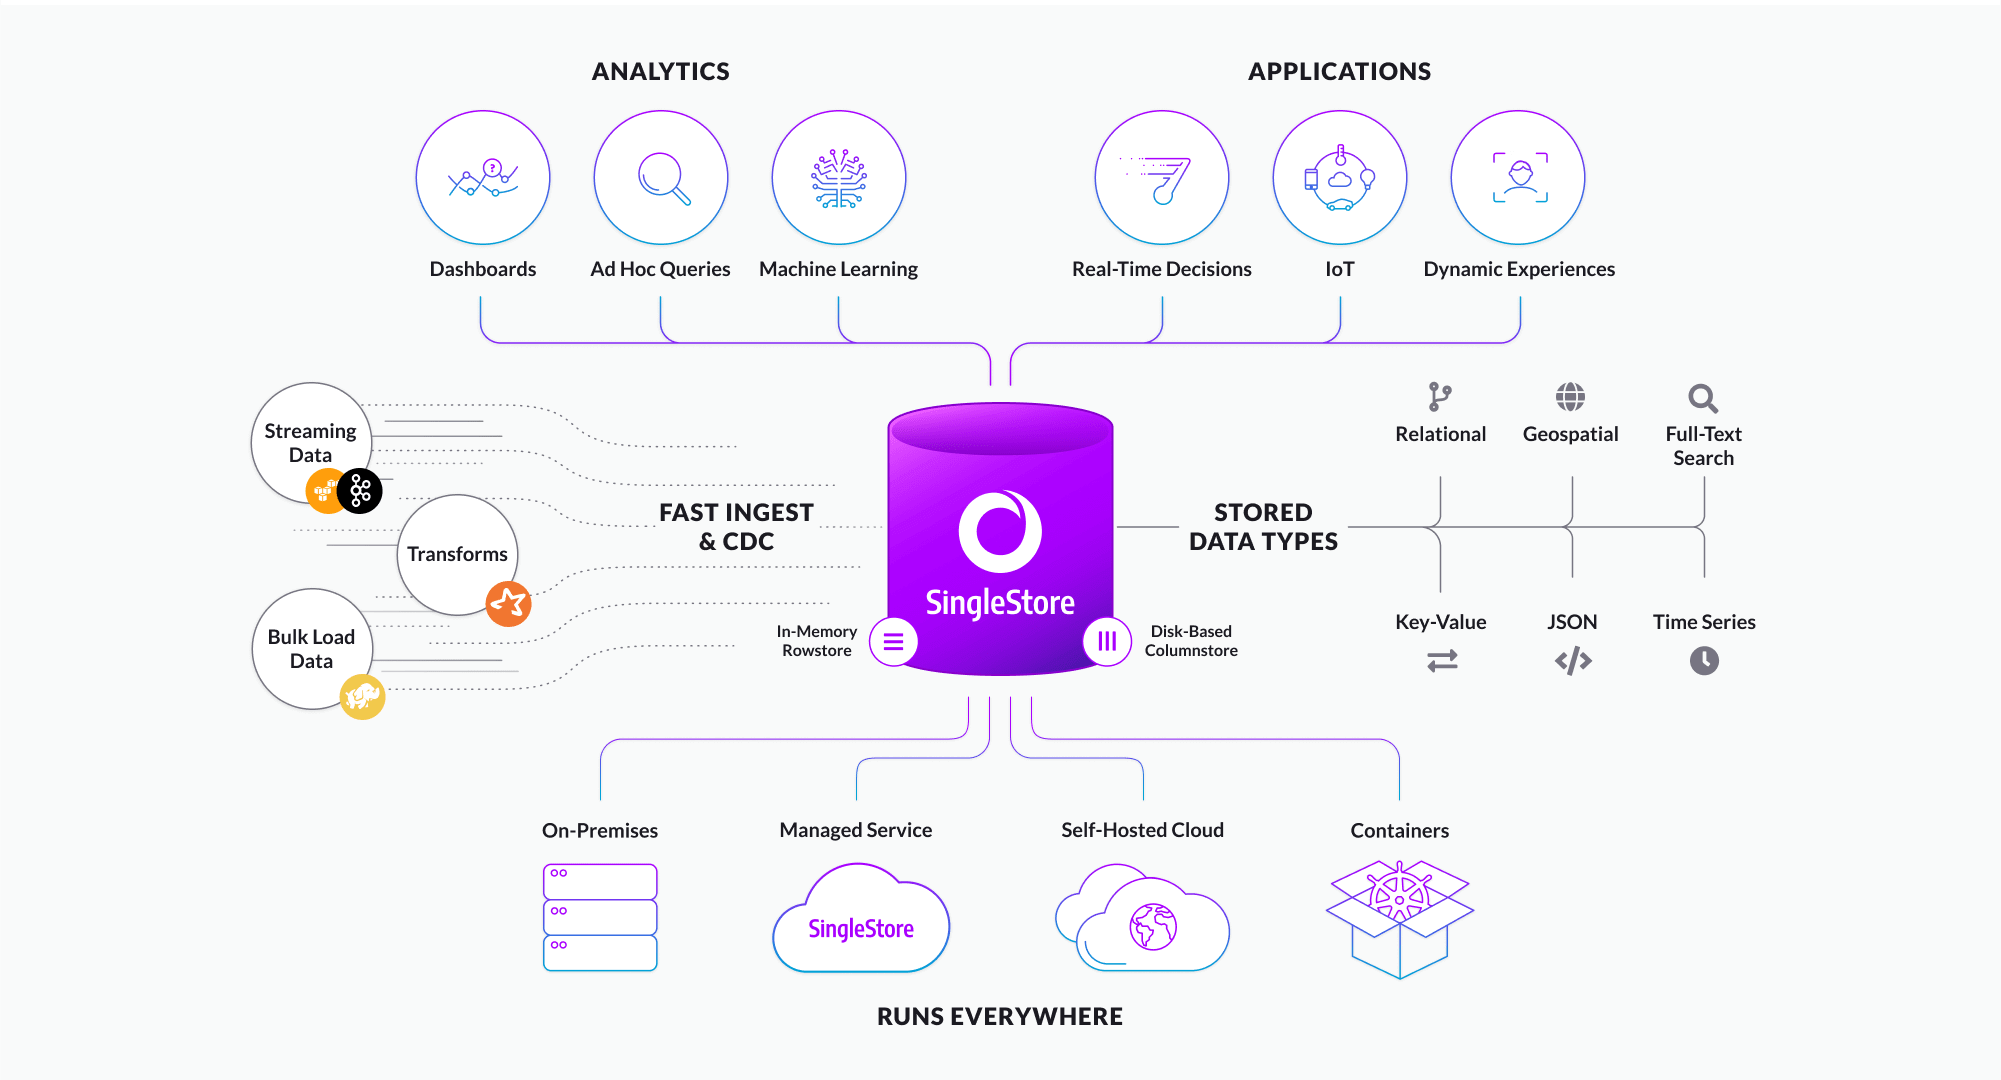 ANALYTICS
APPLICATIONS
?
Dashboards
Ad Hoc Queries
Machine Learning
Real-Time Decisions
IoT
Dynamic Experiences
Streaming
Data
Transforms
Bulk Load
Data
FAST INGEST
& CDC
SingleStore
In-Memory
Rowstore
Disk-Based
Columnstore
STORED
DATA TYPES
Relational
Geospatial
Full-Text
Search
Key-Value
JSON
Time Series
On-Premises
Managed Service
Self-Hosted Cloud
Containers
SingleStore
RUNS EVERYWHERE